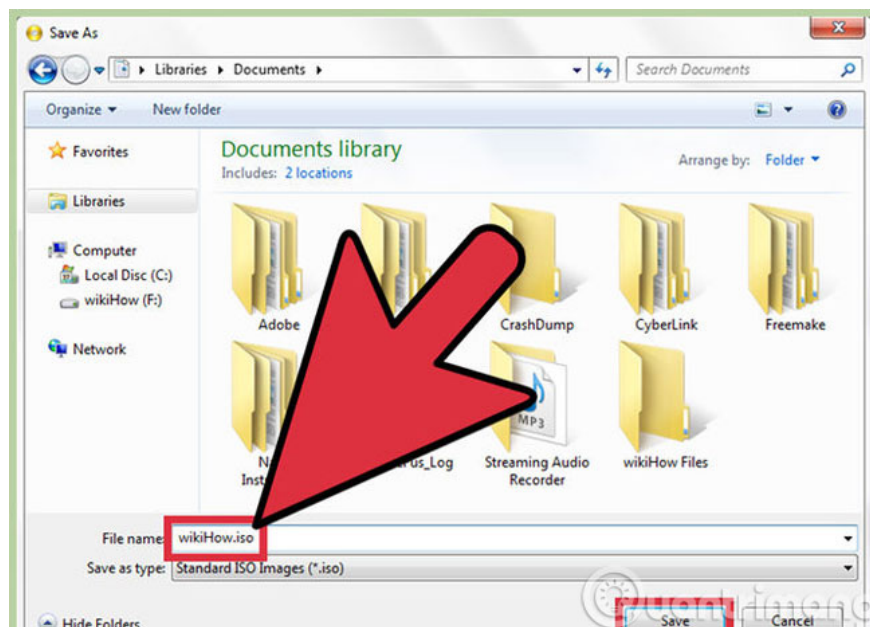 Save As
Libraries Documents
Search Documents
Organize New folder
Favorites
Documents library
Includes: 2 locations
Arrange by: Folder
Libraries
Computer
Local Disc (C:)
wikiHow (F:)
Network
Adobe
CrashDump
CyberLink
Freemake
MP3
Streaming Audio
Recorder
wikiHow Files
File name: wikiHow.iso
Save as type: Standard ISO Images (*.iso)
Hide Folders
Save
Cancel